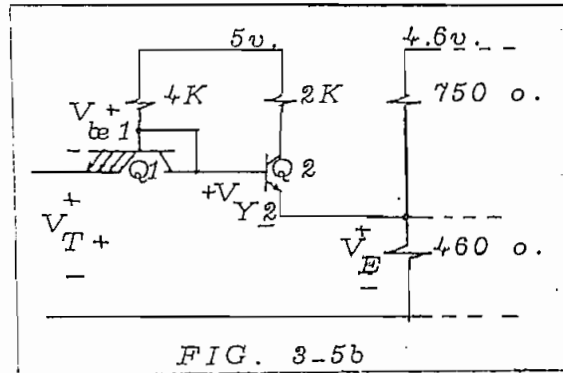 5v. 4.6v.
V + 4K 2K 750 o.
be 1
- Q1 Q 2
+V
Y 2
-
+
V
T +
-
+
V
E
-
460 o.
FIG. 3-5b